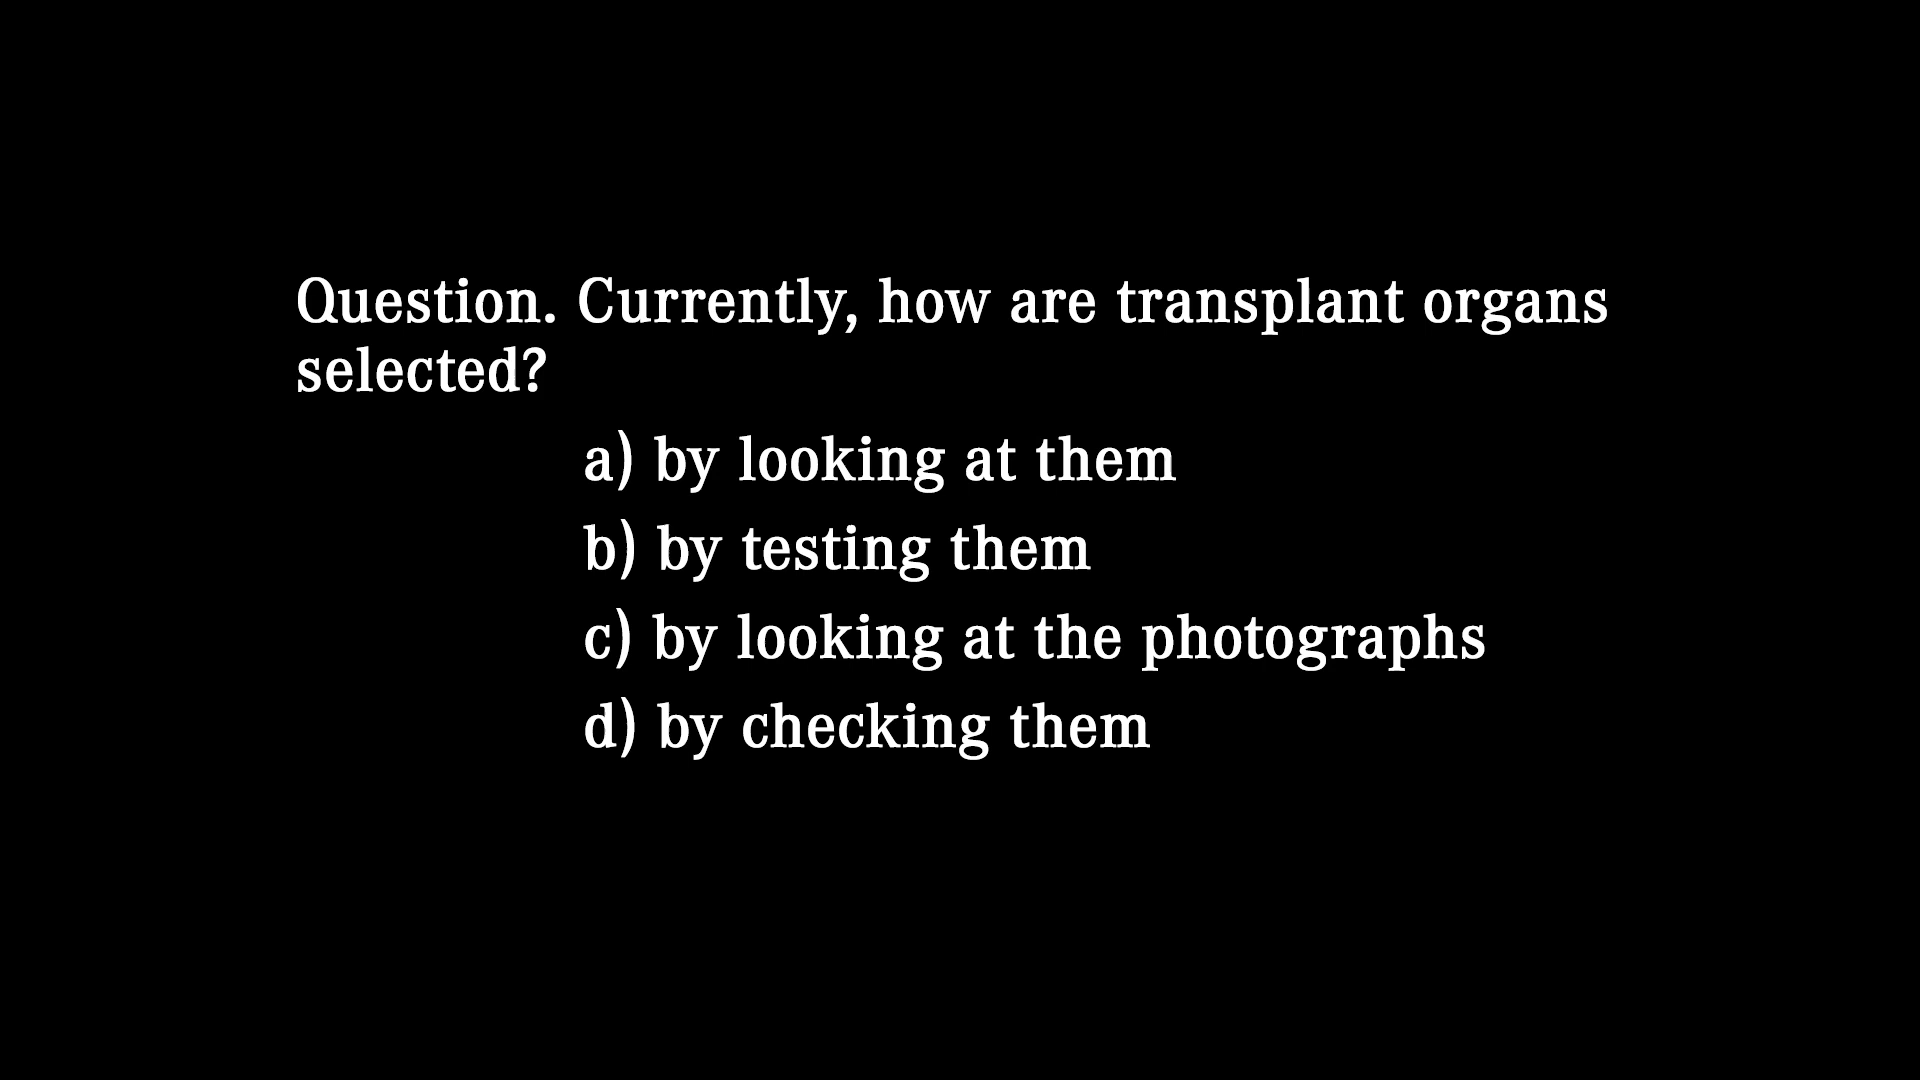 Question. Currently, how are transplant organs
selected?
a) by looking at them
b) by testing them
c) by looking at the photographs
d) by checking them